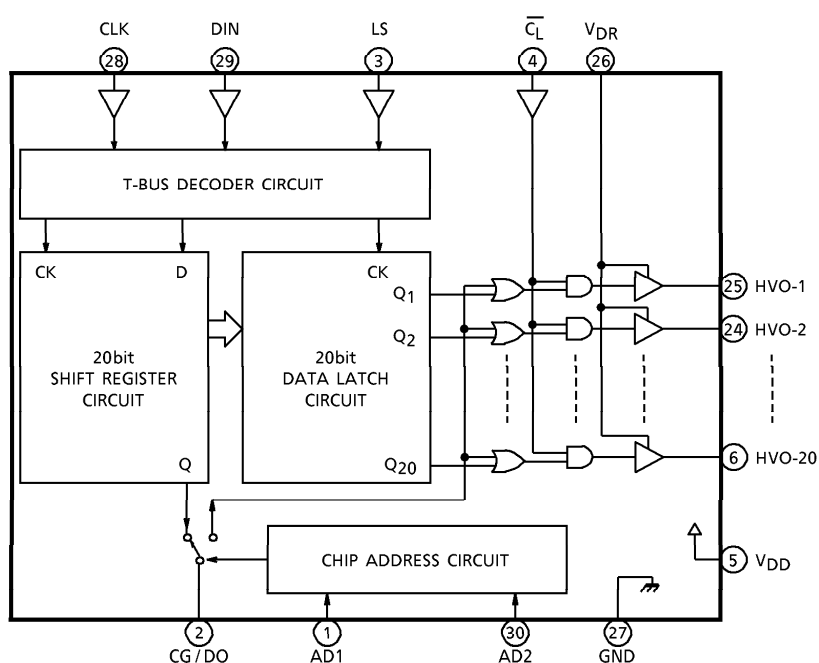 CLK DIN LS C̅L̅ VDR
28 29 3 4 26
T-BUS DECODER CIRCUIT
CK D CK
Q1 25 HVO-1
Q2 24 HVO-2
20bit
SHIFT REGISTER
CIRCUIT
20bit
DATA LATCH
CIRCUIT
Q Q20 6 HVO-20
CHIP ADDRESS CIRCUIT 5 VDD
2 1 30 27
CG/DO AD1 AD2 GND